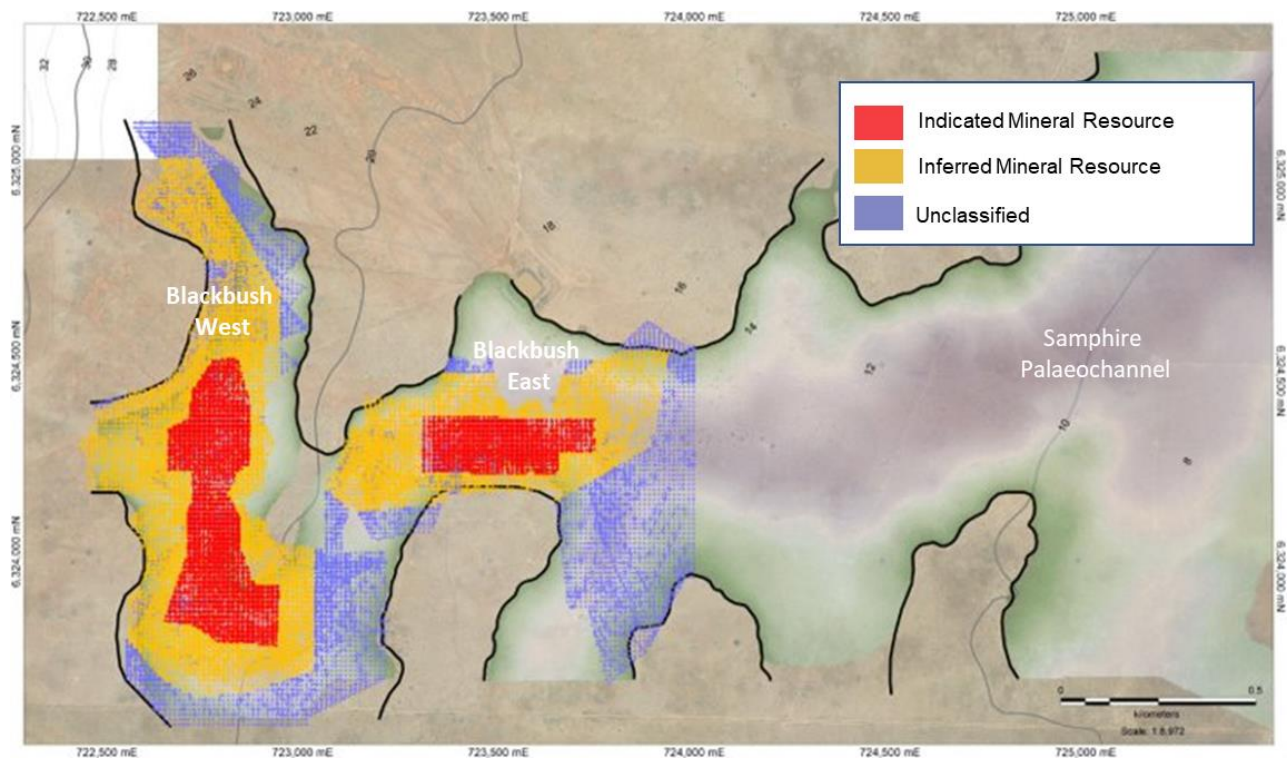 722,500 mE 723,000 mE 723,500 mE 724,000 mE 724,500 mE 725,000 mE
32 30 28
26
24
22
20
18
16
14
12
10
8
6,325,000 mN
6,325,000 mN
Indicated Mineral Resource
Inferred Mineral Resource
Unclassified
Blackbush
West
Blackbush
East
Samphire
Palaeochannel
6,324,500 mN
6,324,500 mN
6,324,000 mN
6,324,000 mN
0 0.5
kilometers
Scale: 1:8,972
722,500 mE 723,000 mE 723,500 mE 724,000 mE 724,500 mE 725,000 mE